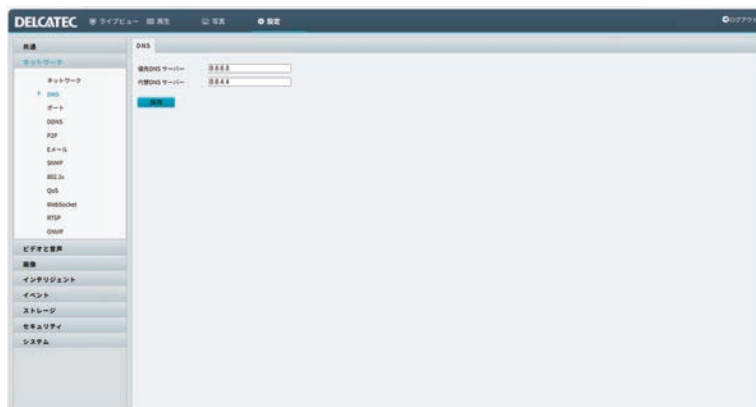 DELCATEC ライブビュー 再生 写真 設定 ログアウト
共通
ネットワーク
ネットワーク
DNS
ポート
DDNS
P2P
Eメール
SNMP
802.1x
QoS
WebSocket
RTSP
ONVIF
ビデオと音声
画像
インテリジェント
イベント
ストレージ
セキュリティ
システム
DNS
優先DNS サーバー 8.8.8.8
代替DNS サーバー 8.8.4.4
保存